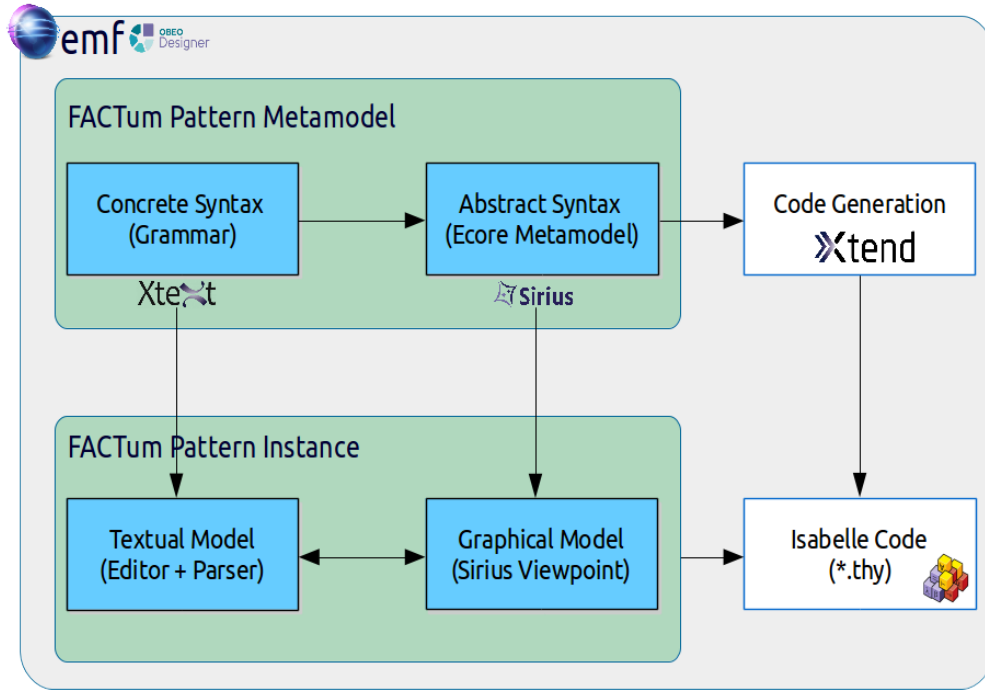 emf
OBEO
Designer
FACTum Pattern Metamodel
Concrete Syntax
(Grammar)
Abstract Syntax
(Ecore Metamodel)
Code Generation
Xtend
Xtext
Sirius
FACTum Pattern Instance
Textual Model
(Editor + Parser)
Graphical Model
(Sirius Viewpoint)
Isabelle Code
(*.thy)